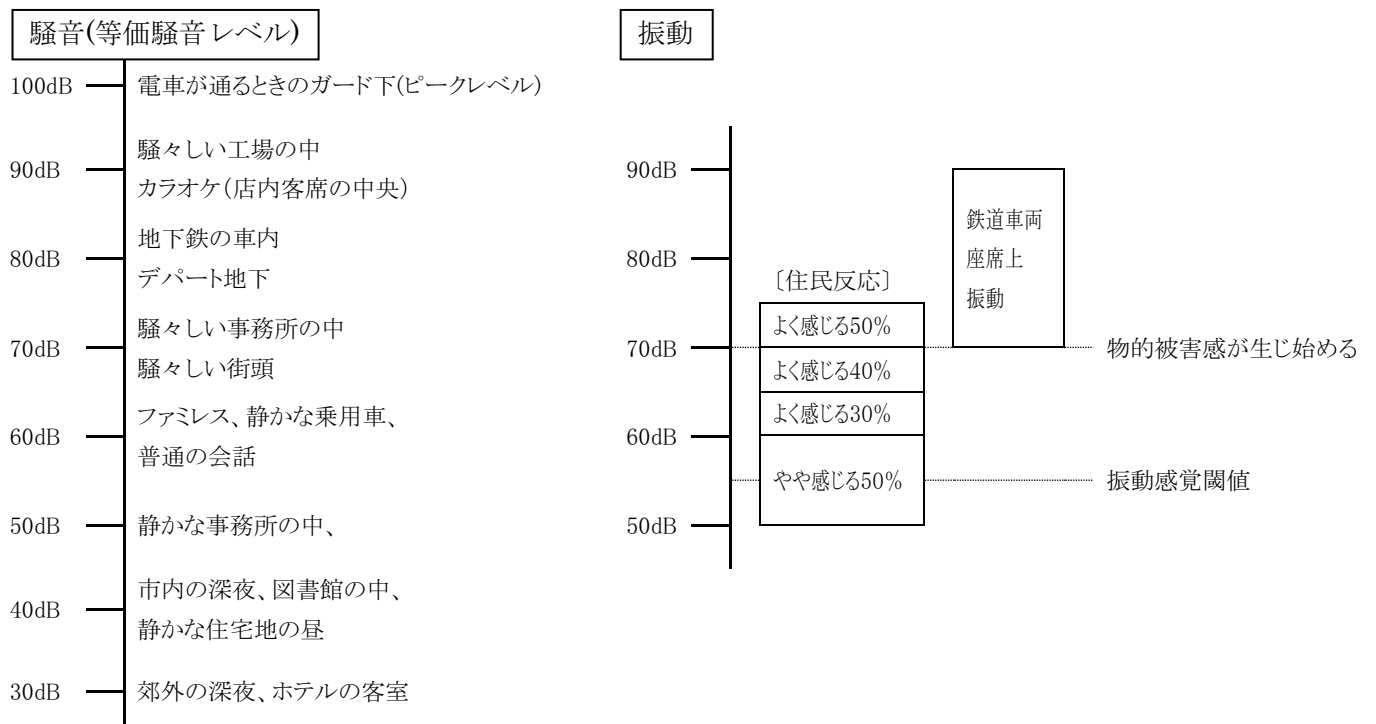 騒音(等価騒音レベル)
100dB 電車が通るときのガード下(ピークレベル)
騒々しい工場の中
90dB
カラオケ(店内客席の中央)
地下鉄の車内
80dB
デパート地下
騒々しい事務所の中
70dB
騒々しい街頭
ファミレス、静かな乗用車、
60dB
普通の会話
50dB 静かな事務所の中、
市内の深夜、図書館の中、
40dB
静かな住宅地の昼
30dB 郊外の深夜、ホテルの客室
振動
90dB
80dB
70dB
60dB
50dB
〔住民反応〕
よく感じる50%
よく感じる40%
よく感じる30%
やや感じる50%
鉄道車両
座席上
振動
物的被害感が生じ始める
振動感覚閾値